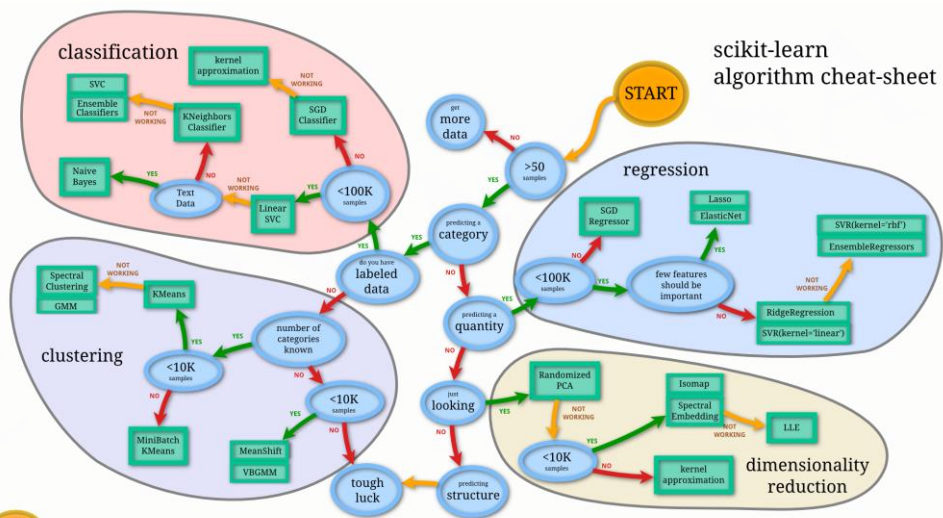 scikit-learn
algorithm cheat-sheet
START
classification
kernel
approximation
NOT
WORKING
SVC
Ensemble
Classifiers
NOT
WORKING
KNeighbors
Classifier
SGD
Classifier
NO
NO
Naive
Bayes
YES
Text
Data
NOT
WORKING
Linear
SVC
YES
<100K
samples
YES
get
more
data
NO
>50
samples
YES
predicting a
category
YES
NO
do you have
labeled
data
NO
regression
SGD
Regressor
NO
Lasso
ElasticNet
YES
SVR(kernel='rbf')
EnsembleRegressors
NOT
WORKING
<100K
samples
YES
few features
should be
important
NO
RidgeRegression
SVR(kernel='linear')
predicting a
quantity
YES
NO
clustering
Spectral
Clustering
GMM
NOT
WORKING
KMeans
YES
number of
categories
known
YES
NO
<10K
samples
NO
MiniBatch
KMeans
<10K
samples
YES
NO
MeanShift
VBGMM
just
looking
YES
NO
tough
luck
predicting
structure
dimensionality
reduction
Randomized
PCA
NOT
WORKING
<10K
samples
YES
NO
Isomap
Spectral
Embedding
NOT
WORKING
LLE
kernel
approximation